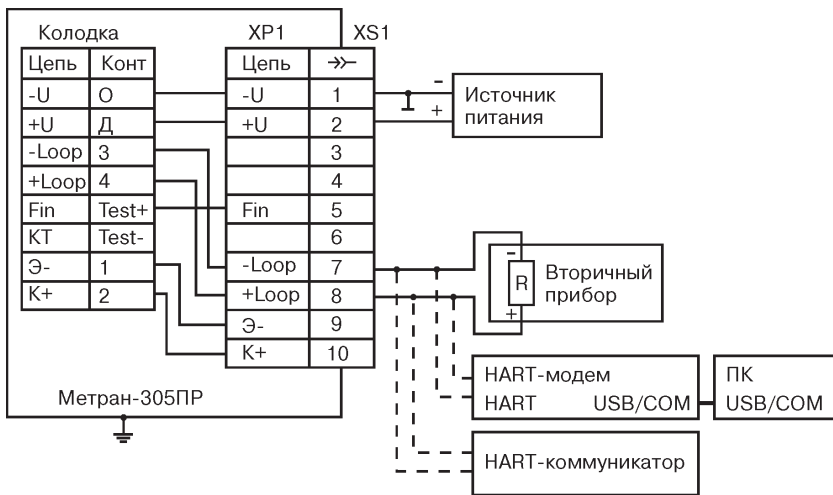 Колодка XP1 XS1
Цепь Конт Цепь
-U О -U 1
+U Д +U 2
-Loop 3 3
+Loop 4 4
Fin Test+ Fin 5
КТ Test- 6
Э- 1 -Loop 7
К+ 2 +Loop 8
Э- 9
К+ 10
Метран-305ПР
-
+
Источник
питания
-
R
+
Вторичный
прибор
HART-модем
HART USB/COM
ПК
USB/COM
HART-коммуникатор